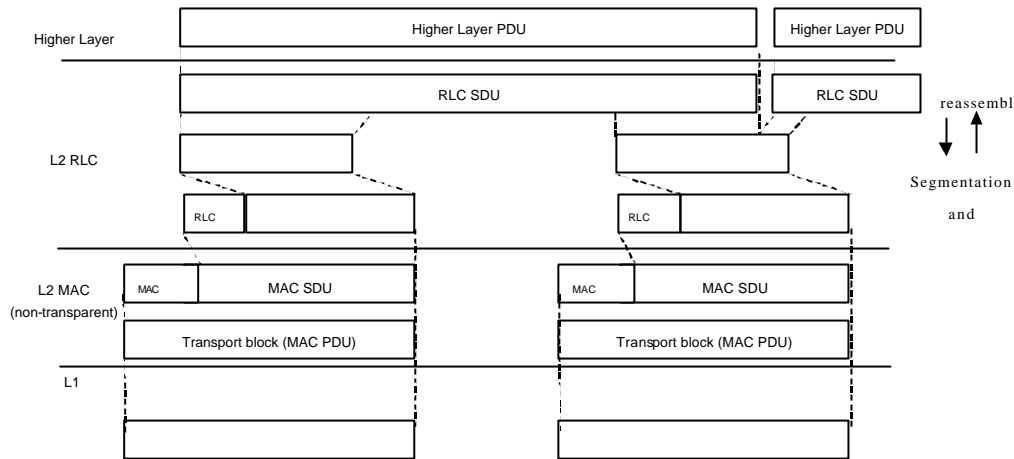 Higher Layer PDU
Higher Layer PDU
Higher Layer
RLC SDU
RLC SDU
reassembl
L2 RLC
Segmentation
and
RLC
RLC
L2 MAC
(non-transparent)
MAC
MAC SDU
MAC
MAC SDU
Transport block (MAC PDU)
Transport block (MAC PDU)
L1